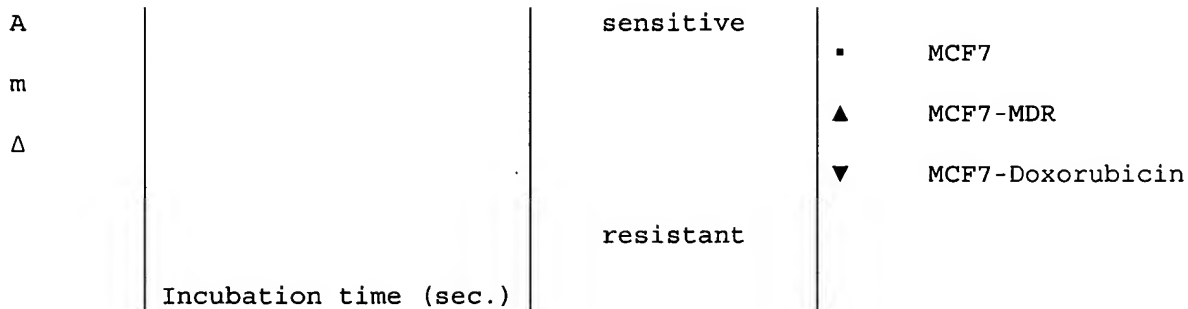 A sensitive
▪ MCF7
m
▲ MCF7-MDR
Δ
▼ MCF7-Doxorubicin
resistant
Incubation time (sec.)